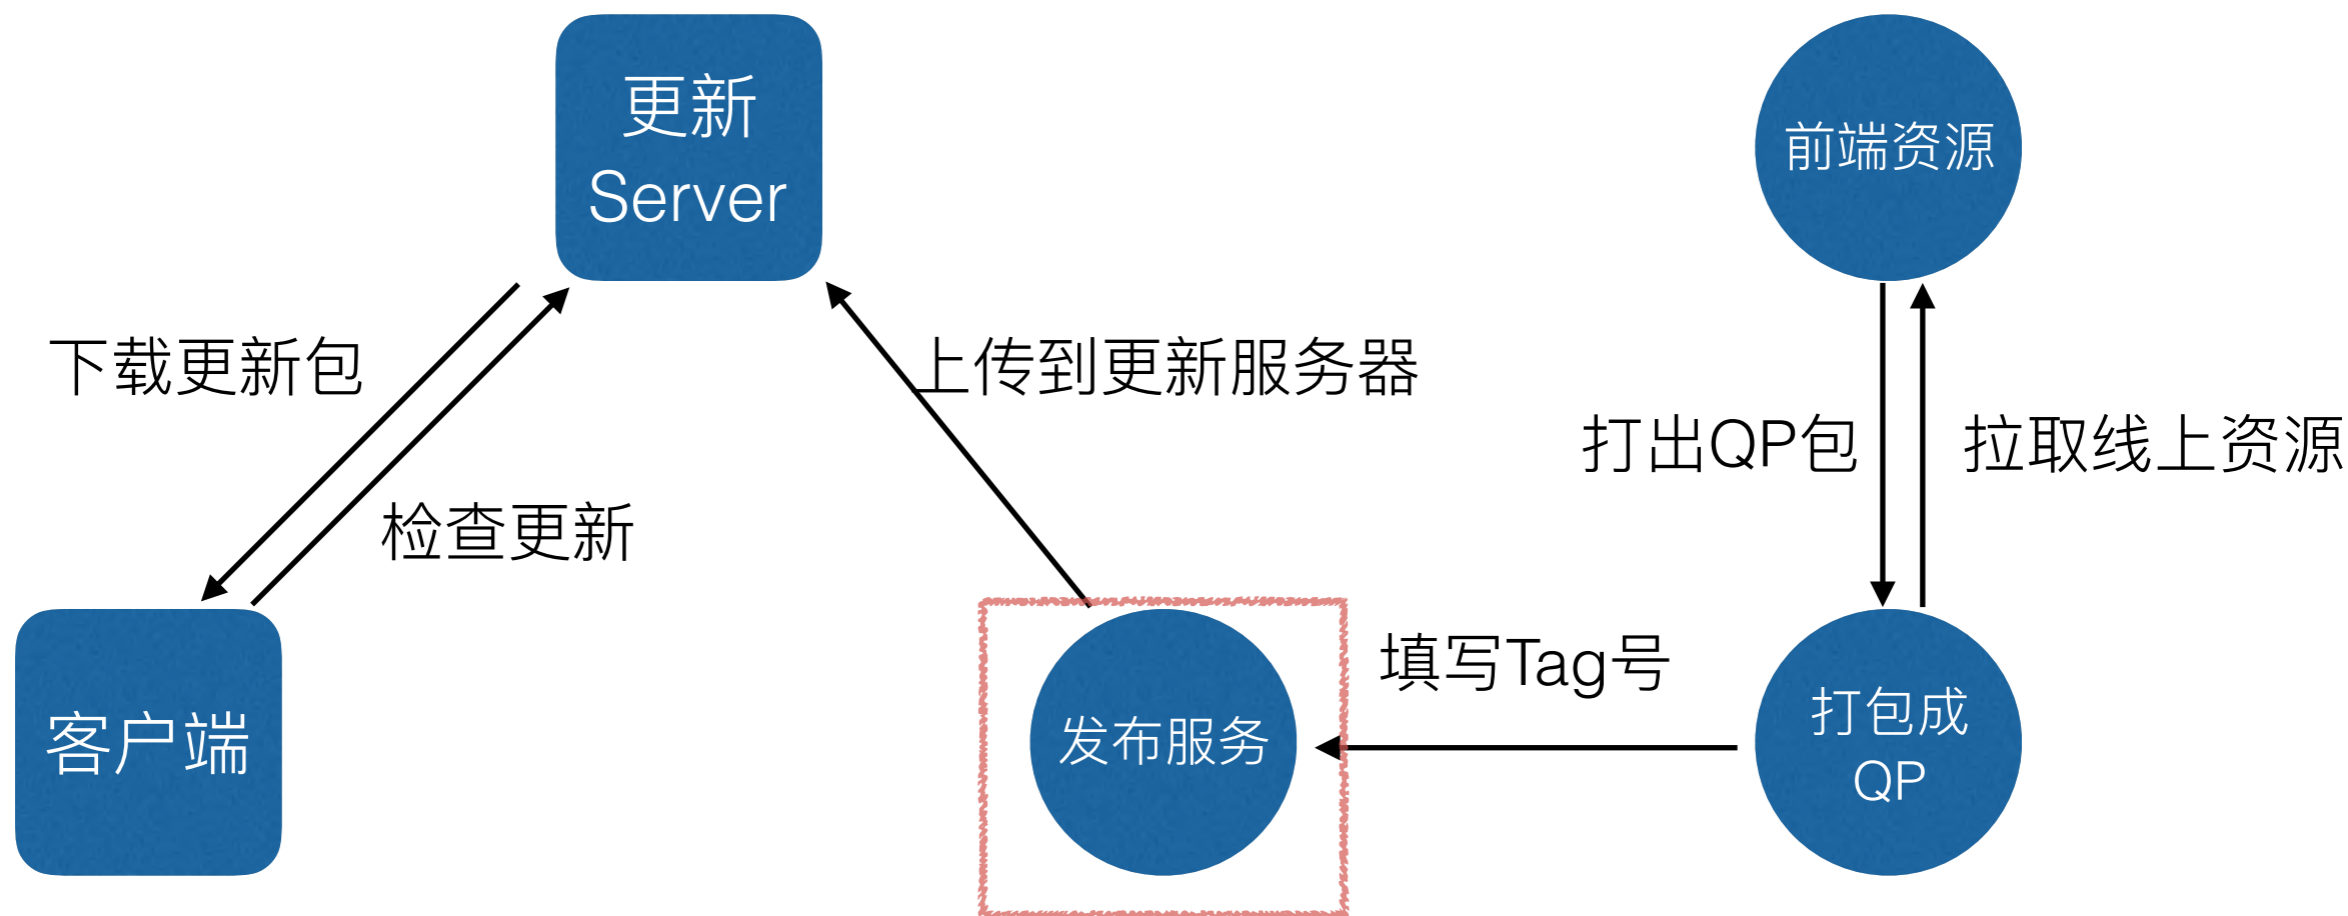 更新
Server
前端资源
下载更新包
上传到更新服务器
打出QP包
拉取线上资源
检查更新
填写Tag号
客户端
发布服务
打包成
QP